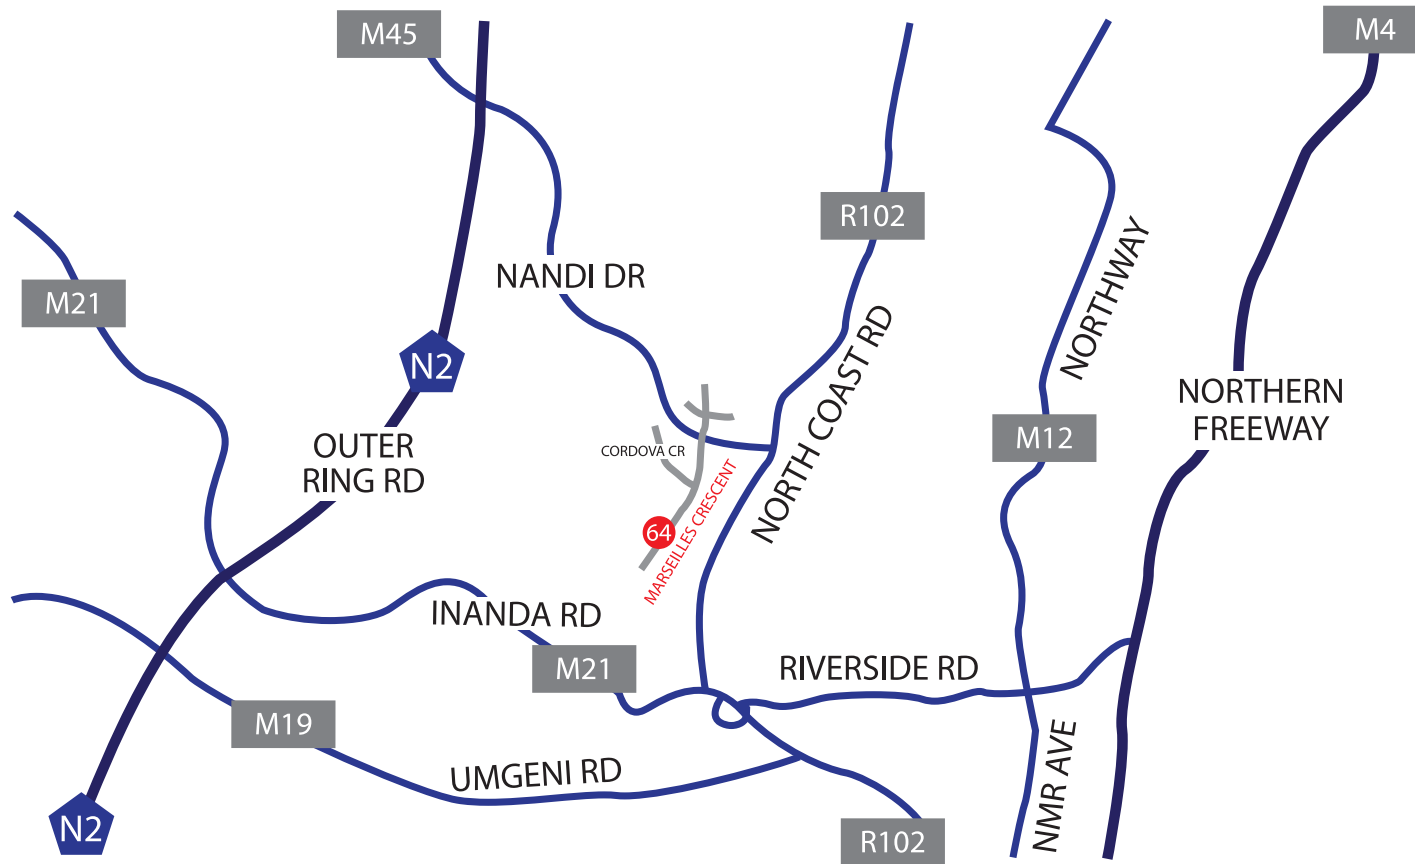 M45
M4
R102
M21
NANDI DR
NORTHWAY
N2
NORTH COAST RD
NORTHERN
FREEWAY
M12
OUTER
RING RD
CORDOVA CR
64
MARSEILLES CRESCENT
INANDA RD
M21
RIVERSIDE RD
M19
UMGENI RD
NMR AVE
N2
R102